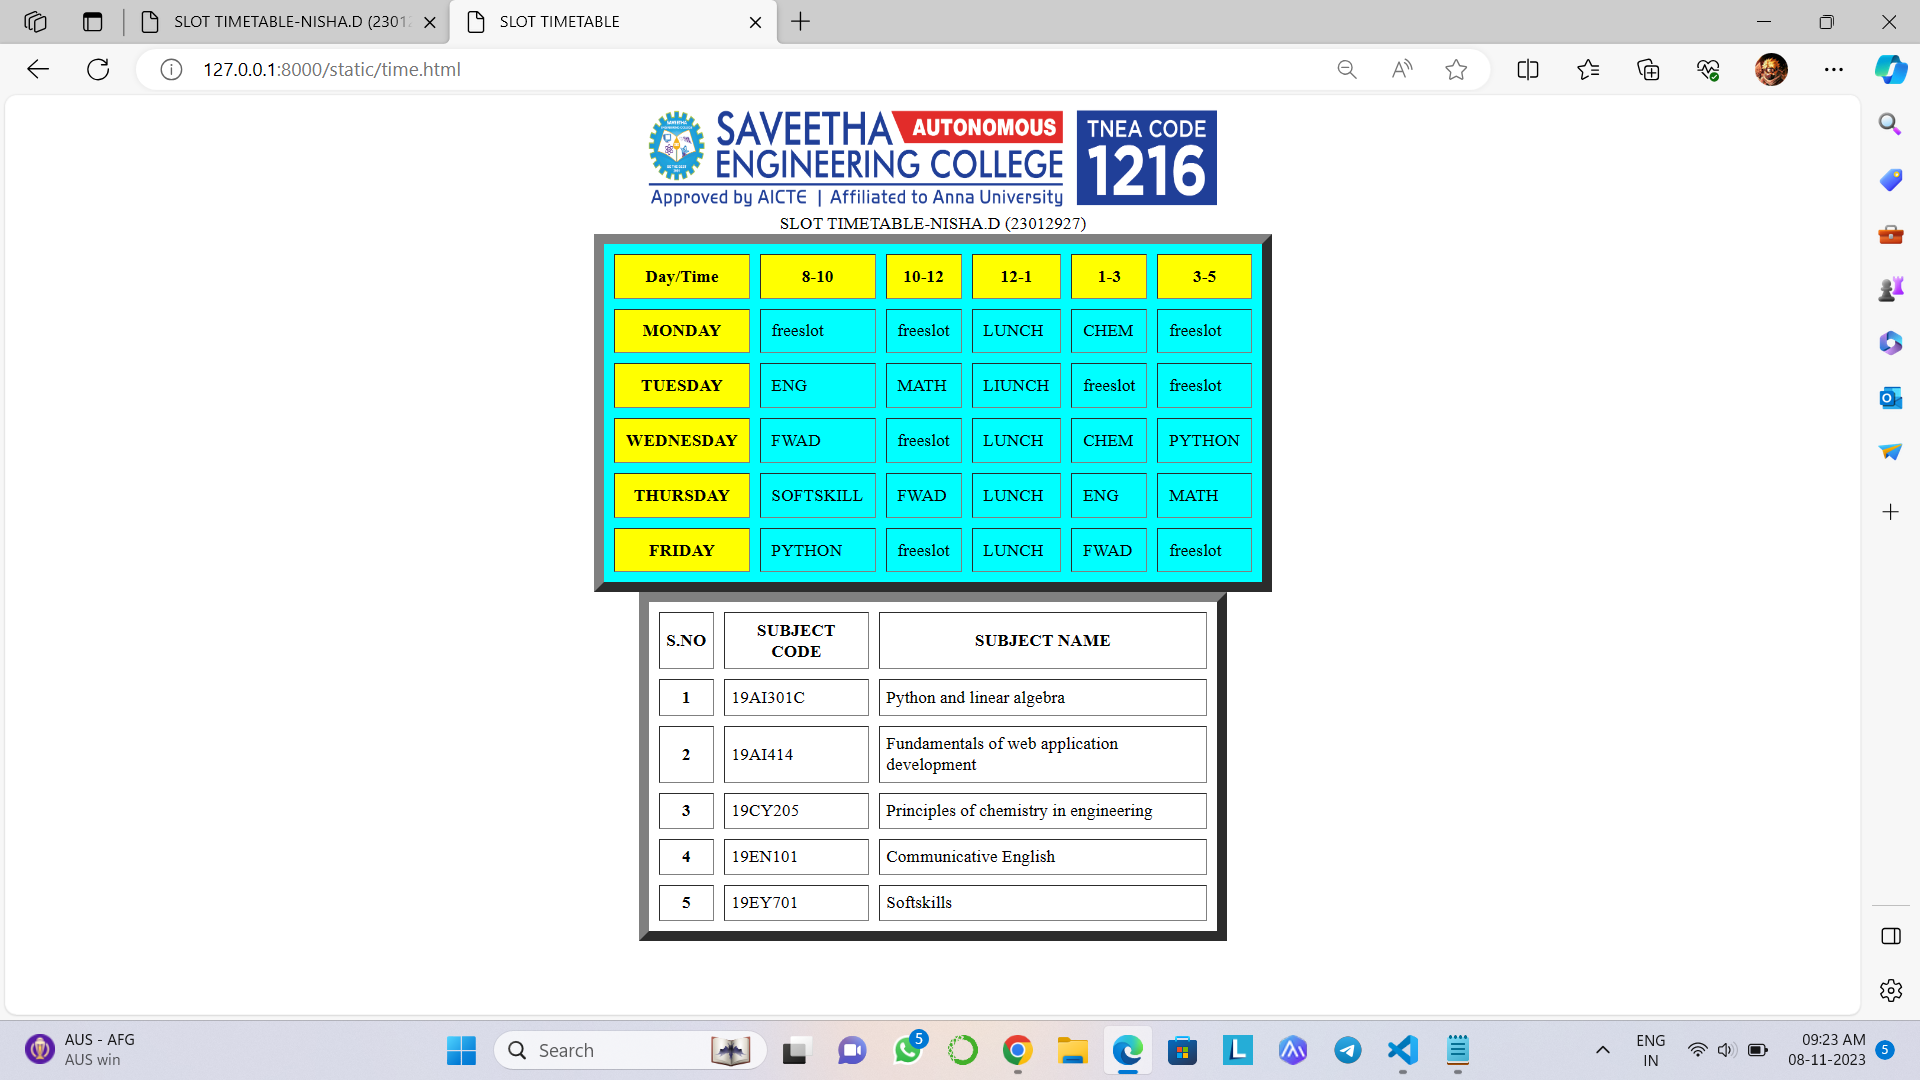 SLOT TIMETABLE-NISHA.D (2301
SLOT TIMETABLE
127.0.0.1:8000/static/time.html
SAVEETHA AUTONOMOUS
ENGINEERING COLLEGE
Approved by AICTE | Affiliated to Anna University
TNEA CODE
1216
SLOT TIMETABLE-NISHA.D (23012927)
Day/Time 8-10 10-12 12-1 1-3 3-5
MONDAY freeslot freeslot LUNCH CHEM freeslot
TUESDAY ENG MATH LIUNCH freeslot freeslot
WEDNESDAY FWAD freeslot LUNCH CHEM PYTHON
THURSDAY SOFTSKILL FWAD LUNCH ENG MATH
FRIDAY PYTHON freeslot LUNCH FWAD freeslot
S.NO SUBJECT CODE SUBJECT NAME
1 19AI301C Python and linear algebra
2 19AI414 Fundamentals of web application
development
3 19CY205 Principles of chemistry in engineering
4 19EN101 Communicative English
5 19EY701 Softskills
AUS - AFG
AUS win
Search
5
ENG
IN
09:23 AM
08-11-2023
5